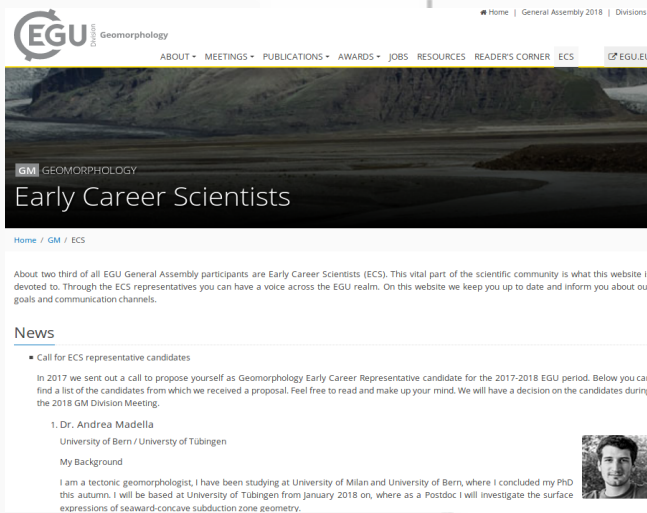 Home | General Assembly 2018 | Divisions
EGU Division Geomorphology
ABOUT MEETINGS PUBLICATIONS AWARDS JOBS RESOURCES READER'S CORNER ECS EGU.EU
GM GEOMORPHOLOGY
Early Career Scientists
Home / GM / ECS
About two third of all EGU General Assembly participants are Early Career Scientists (ECS). This vital part of the scientific community is what this website is
devoted to. Through the ECS representatives you can have a voice across the EGU realm. On this website we keep you up to date and inform you about ou
goals and communication channels.
News
Call for ECS representative candidates
In 2017 we sent out a call to propose yourself as Geomorphology Early Career Representative candidate for the 2017-2018 EGU period. Below you can
find a list of the candidates from which we received a proposal. Feel free to read and make up your mind. We will have a decision on the candidates during
the 2018 GM Division Meeting.
1. Dr. Andrea Madella
University of Bern / Universty of Tübingen
My Background
I am a tectonic geomorphologist, I have been studying at University of Milan and University of Bern, where I concluded my PhD
this autumn. I will be based at University of Tübingen from January 2018 on, where as a Postdoc I will investigate the surface
expressions of seaward-concave subduction zone geometry.